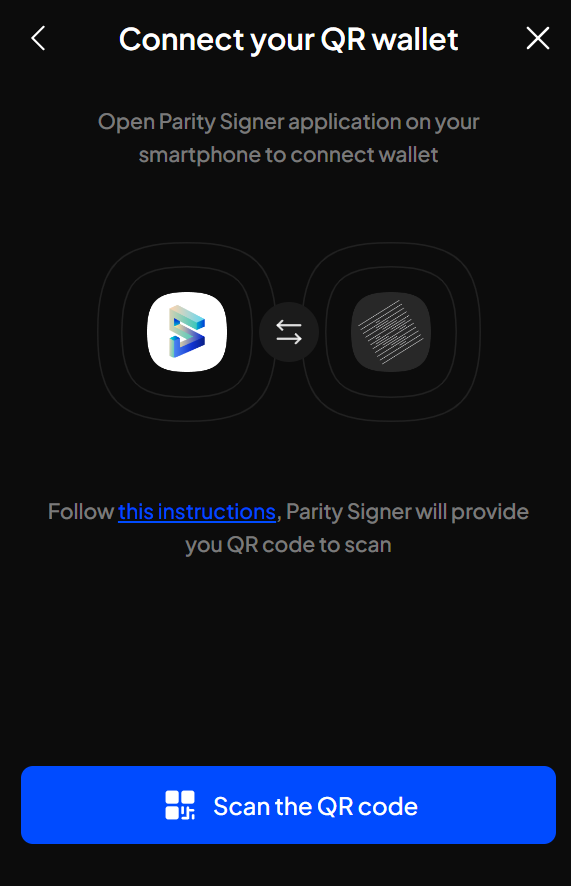 Connect your QR wallet
Open Parity Signer application on your
smartphone to connect wallet
Follow this instructions, Parity Signer will provide
you QR code to scan
Scan the QR code